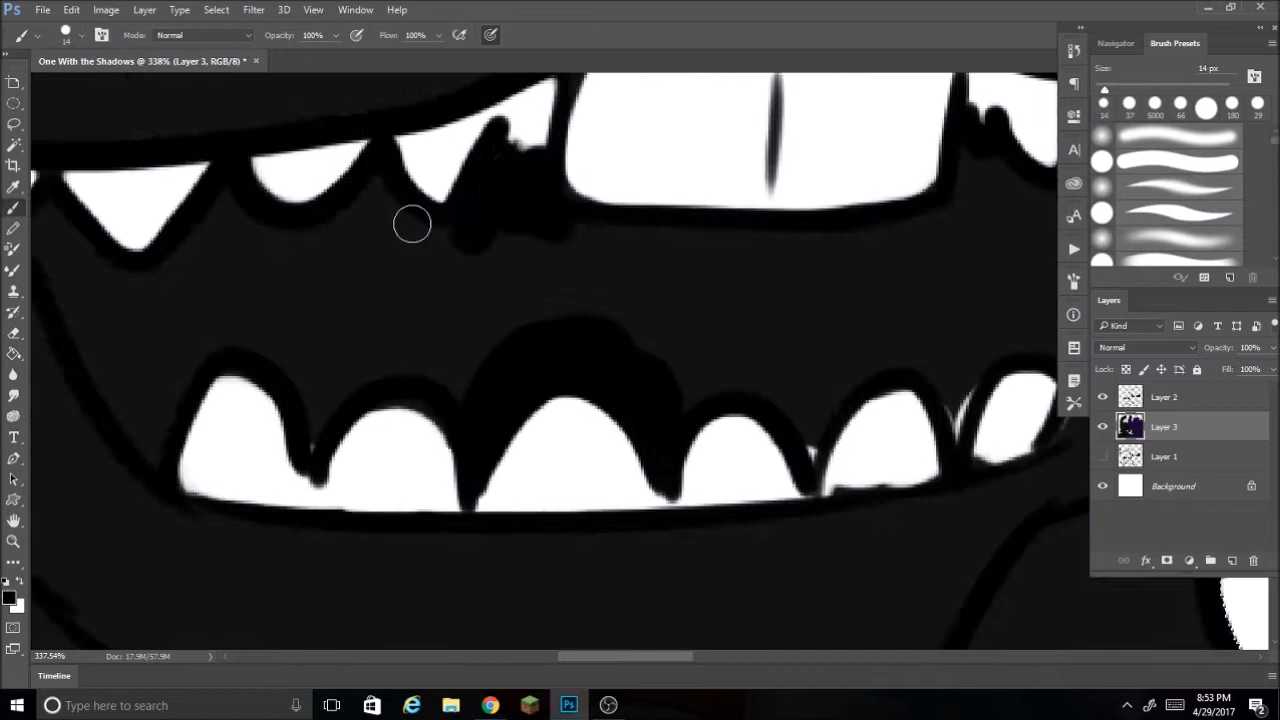 Ps File Edit Image Layer Type Select Filter 3D View Window Help
14 Mode: Normal Opacity: 100% Flow: 100%
One With the Shadows @ 338% (Layer 3, RGB/8) * ×
Navigator Brush Presets
Size: 14 px
14 37 5000 66 180 29
Layers
Kind
Normal Opacity: 100%
Lock: Fill: 100%
Layer 2
Layer 3
Layer 1
Background
337.54% Doc: 17.9M/57.9M
Timeline
Type here to search
8:53 PM
4/29/2017